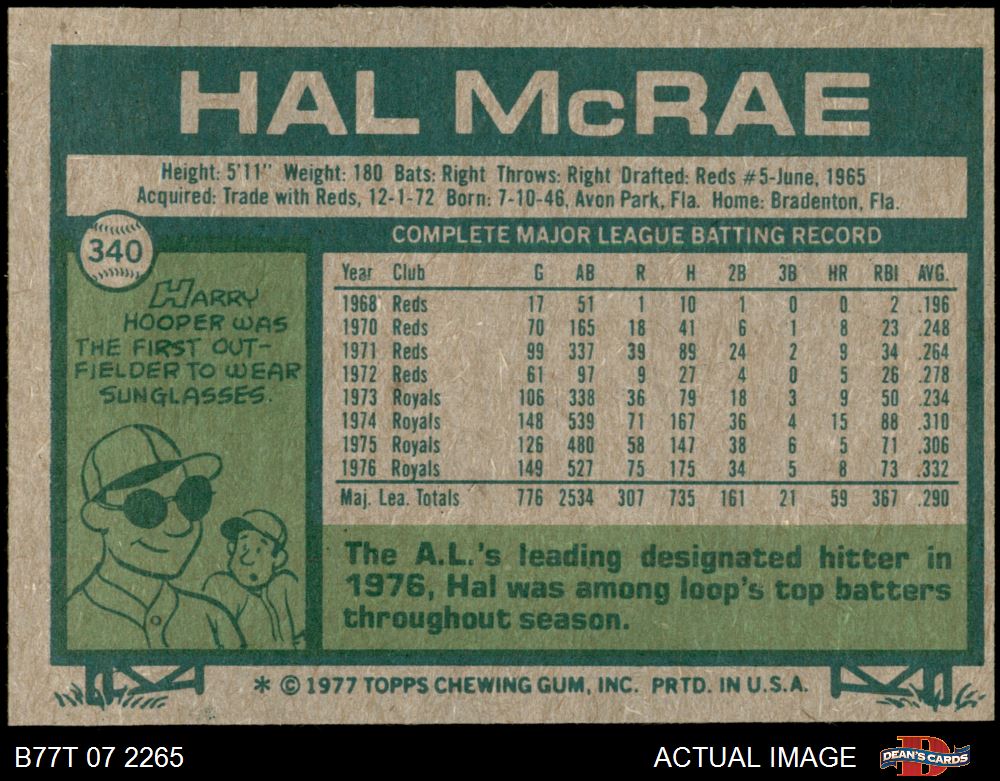 HAL McRAE
Height: 5'11" Weight: 180 Bats: Right Throws: Right Drafted: Reds #5-June, 1965
Acquired: Trade with Reds, 12-1-72 Born: 7-10-46, Avon Park, Fla. Home: Bradenton, Fla.
340
HARRY
HOOPER WAS
THE FIRST OUT-
FIELDER TO WEAR
SUNGLASSES.
COMPLETE MAJOR LEAGUE BATTING RECORD
Year Club G AB R H 2B 3B HR RBI AVG.
1968 Reds 17 51 1 10 1 0 0 2 .196
1970 Reds 70 165 18 41 6 1 8 23 .248
1971 Reds 99 337 39 89 24 2 9 34 .264
1972 Reds 61 97 9 27 4 0 5 26 .278
1973 Royals 106 338 36 79 18 3 9 50 .234
1974 Royals 148 539 71 167 36 4 15 88 .310
1975 Royals 126 480 58 147 38 6 5 71 .306
1976 Royals 149 527 75 175 34 5 8 73 .332
Maj. Lea. Totals 776 2534 307 735 161 21 59 367 .290
The A.L.'s leading designated hitter in
1976, Hal was among loop's top batters
throughout season.
* © 1977 TOPPS CHEWING GUM, INC. PRTD. IN U.S.A.
B77T 07 2265
ACTUAL IMAGE
D
DEAN'S CARDS